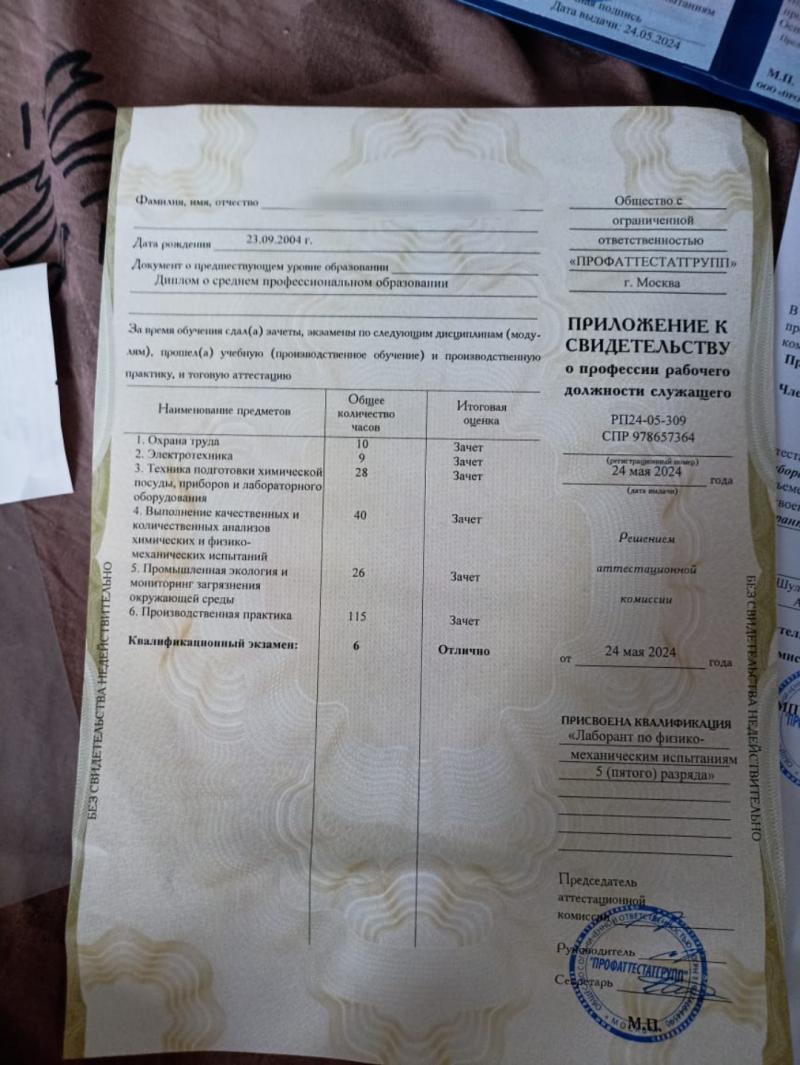 ытаниям
подпись
Дата выдачи: 24.05.2024
М.П.
ООО «ПРО
Фамилия, имя, отчество
Дата рождения 23.09.2004 г.
Документ о предшествующем уровне образовании
Диплом о среднем профессиональном образовании
За время обучения сдал(а) зачеты, экзамены по следующим дисциплинам (моду-
лям), прошел(а) учебную (производственное обучение) и производственную
практику, и тоговую аттестацию
Наименование предметов Общее количество часов Итоговая оценка
1. Охрана труда 10 Зачет
2. Электротехника 9 Зачет
3. Техника подготовки химической 28 Зачет
посуды, приборов и лабораторного
оборудования
4. Выполнение качественных и 40 Зачет
количественных анализов
химических и физико-
механических испытаний
5. Промышленная экология и 26 Зачет
мониторинг загрязнения
окружающей среды
6. Производственная практика 115 Зачет
Квалификационный экзамен: 6 Отлично
БЕЗ СВИДЕТЕЛЬСТВА НЕДЕЙСТВИТЕЛЬНО
Общество с
ограниченной
ответственностью
«ПРОФАТТЕСТАТГРУПП»
г. Москва
ПРИЛОЖЕНИЕ К
СВИДЕТЕЛЬСТВУ
о профессии рабочего
должности служащего
РП24-05-309
СПР 978657364
(регистрационный номер)
24 мая 2024 года
(дата выдачи)
Решением
аттестационной
комиссии
от 24 мая 2024 года
ПРИСВОЕНА КВАЛИФИКАЦИЯ
«Лаборант по физико-
механическим испытаниям
5 (пятого) разряда»
Председатель
аттестационной
комиссии
Руководитель
Секретарь
М.П.
"ПРОФАТТЕСТАТГРУПП"
БЕЗ СВИДЕТЕЛЬСТВА НЕДЕЙСТВИТЕЛЬНО